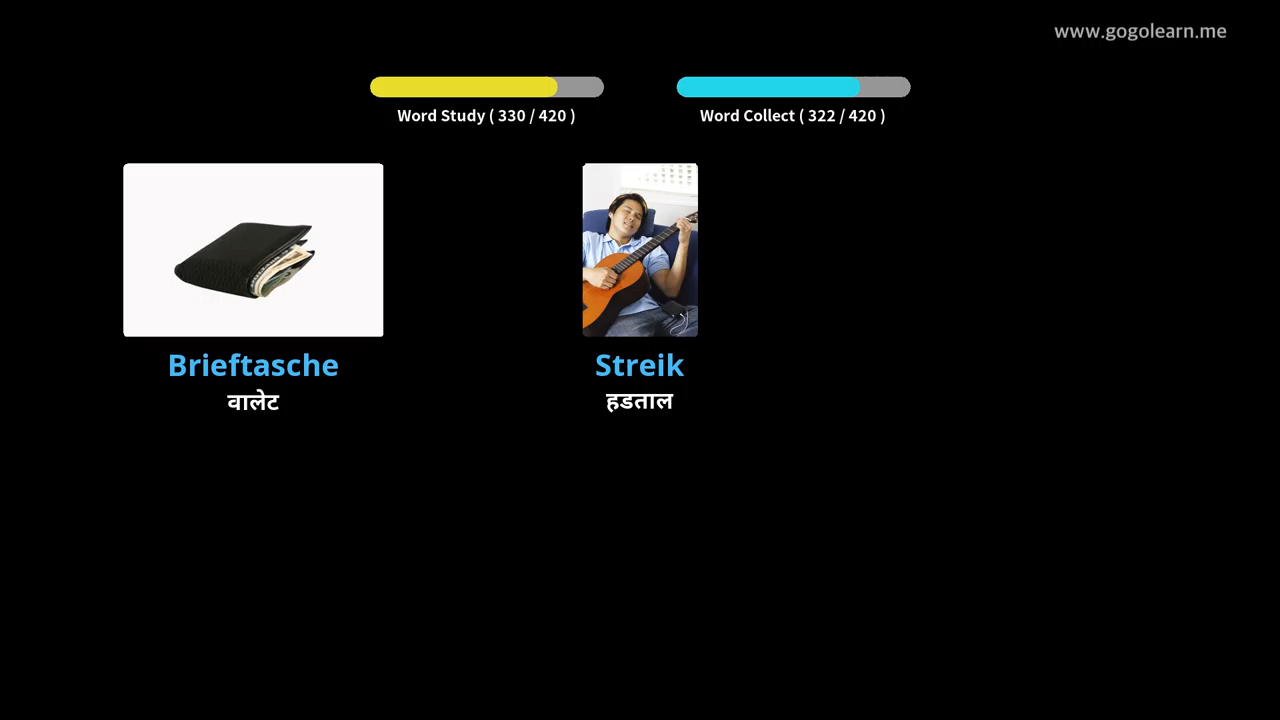 www.gogolearn.me
Word Study ( 330 / 420 )
Word Collect ( 322 / 420 )
Brieftasche
वालेट
Streik
हडताल